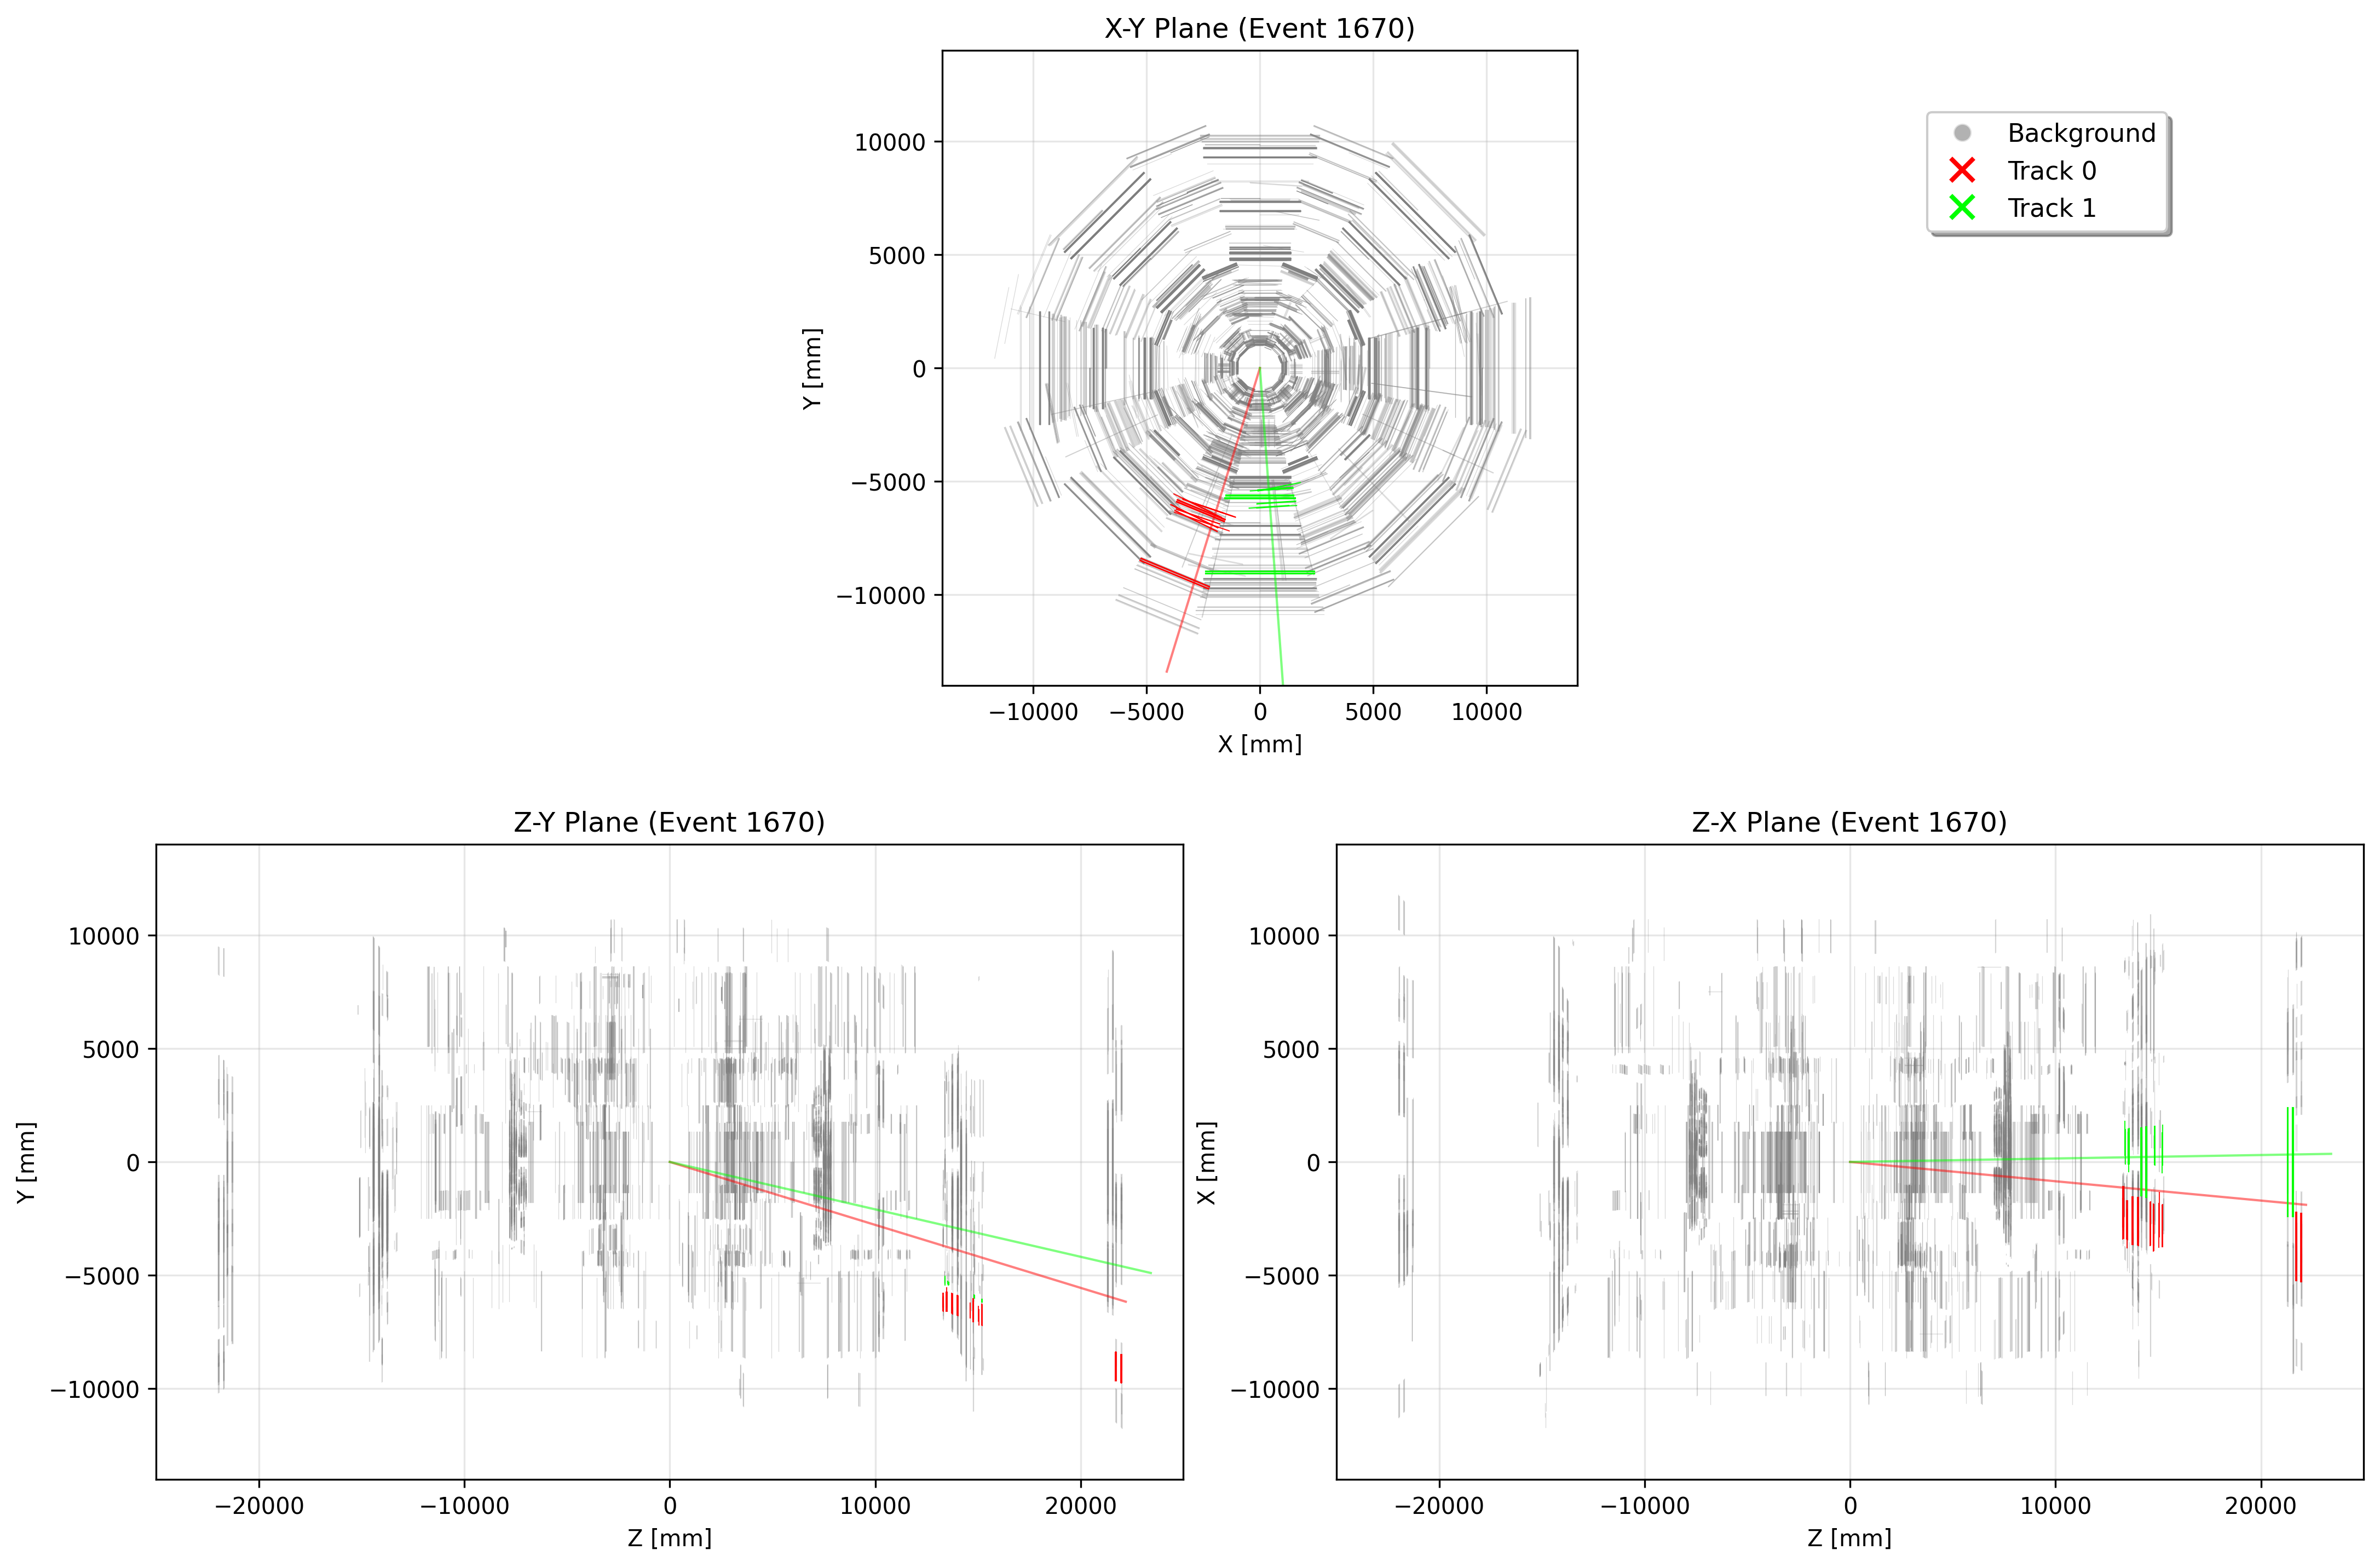 X-Y Plane (Event 1670)
Y [mm]
10000
5000
0
−5000
−10000
−10000 −5000 0 5000 10000
X [mm]
Background
Track 0
Track 1
Z-Y Plane (Event 1670)
Y [mm]
10000
5000
0
−5000
−10000
−20000 −10000 0 10000 20000
Z [mm]
Z-X Plane (Event 1670)
X [mm]
10000
5000
0
−5000
−10000
−20000 −10000 0 10000 20000
Z [mm]